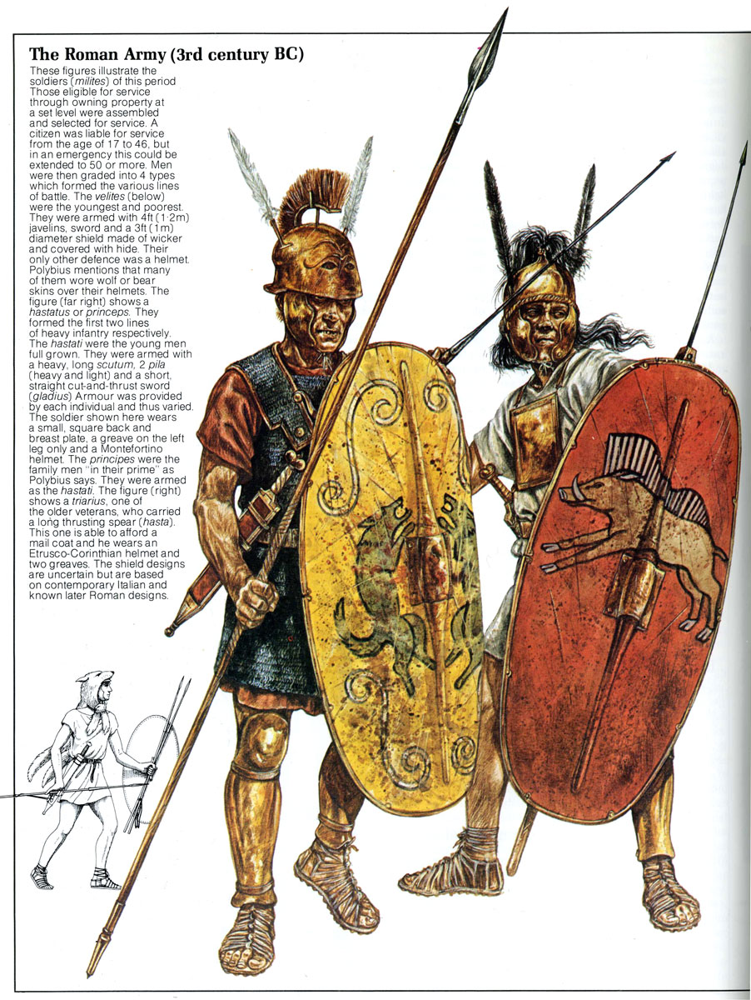 The Roman Army (3rd century BC)
These figures illustrate the
soldiers (milites) of this period
Those eligible for service
through owning property at
a set level were assembled
and selected for service. A
citizen was liable for service
from the age of 17 to 46, but
in an emergency this could be
extended to 50 or more. Men
were then graded into 4 types
which formed the various lines
of battle. The velites (below)
were the youngest and poorest.
They were armed with 4ft (1·2m)
javelins, sword and a 3ft (1m)
diameter shield made of wicker
and covered with hide. Their
only other defence was a helmet.
Polybius mentions that many
of them wore wolf or bear
skins over their helmets. The
figure (far right) shows a
hastatus or princeps. They
formed the first two lines
of heavy infantry respectively.
The hastati were the young men
full grown. They were armed with
a heavy, long scutum, 2 pila
(heavy and light) and a short,
straight cut-and-thrust sword
(gladius) Armour was provided
by each individual and thus varied.
The soldier shown here wears
a small, square back and
breast plate, a greave on the left
leg only and a Montefortino
helmet. The principes were the
family men "in their prime" as
Polybius says. They were armed
as the hastati. The figure (right)
shows a triarius, one of
the older veterans, who carried
a long thrusting spear (hasta).
This one is able to afford a
mail coat and he wears an
Etrusco-Corinthian helmet and
two greaves. The shield designs
are uncertain but are based
on contemporary Italian and
known later Roman designs.